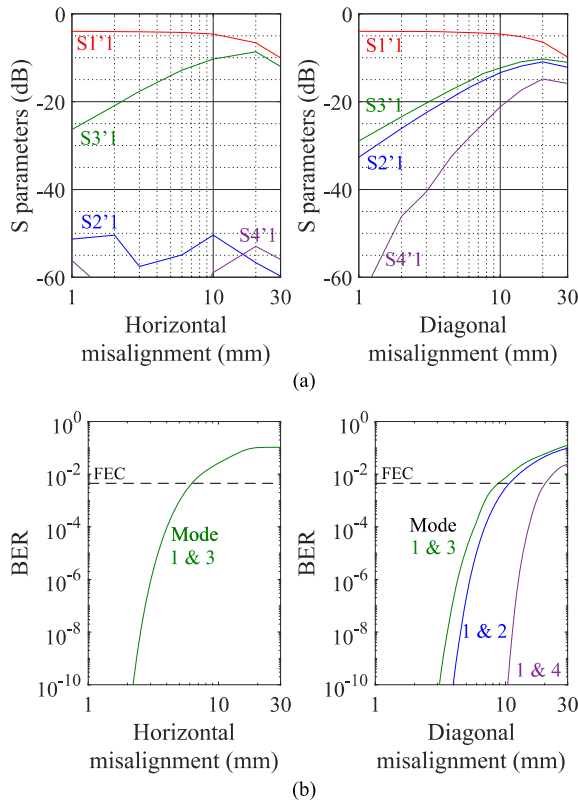 S parameters (dB)
0
-20
-40
-60
S1'1
S3'1
S2'1
S4'1
1
10
30
Horizontal
misalignment (mm)
S parameters (dB)
0
-20
-40
-60
S1'1
S3'1
S2'1
S4'1
1
10
30
Diagonal
misalignment (mm)
(a)
BER
10^0
10^-2
10^-4
10^-6
10^-8
10^-10
FEC
Mode
1 & 3
1
10
30
Horizontal
misalignment (mm)
BER
10^0
10^-2
10^-4
10^-6
10^-8
10^-10
FEC
Mode
1 & 3
1 & 2
1 & 4
1
10
30
Diagonal
misalignment (mm)
(b)